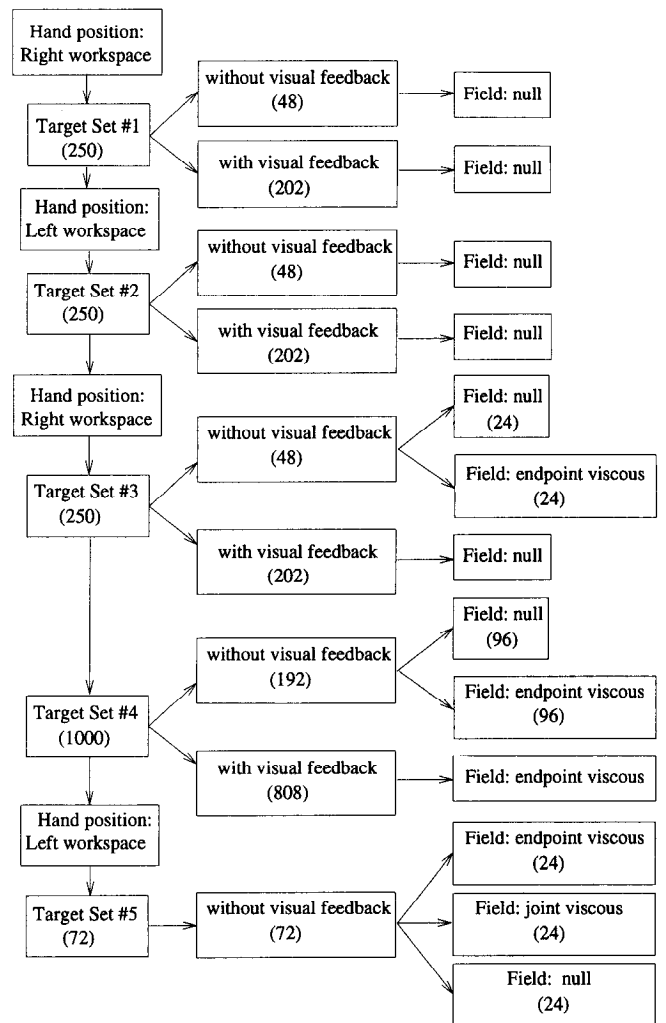 Hand position:
Right workspace
without visual feedback
(48)
Field: null
Target Set #1
(250)
with visual feedback
(202)
Field: null
Hand position:
Left workspace
without visual feedback
(48)
Field: null
Target Set #2
(250)
with visual feedback
(202)
Field: null
Hand position:
Right workspace
without visual feedback
(48)
Field: null
(24)
Field: endpoint viscous
(24)
Target Set #3
(250)
with visual feedback
(202)
Field: null
without visual feedback
(192)
Field: null
(96)
Field: endpoint viscous
(96)
Target Set #4
(1000)
with visual feedback
(808)
Field: endpoint viscous
Hand position:
Left workspace
Target Set #5
(72)
without visual feedback
(72)
Field: endpoint viscous
(24)
Field: joint viscous
(24)
Field: null
(24)